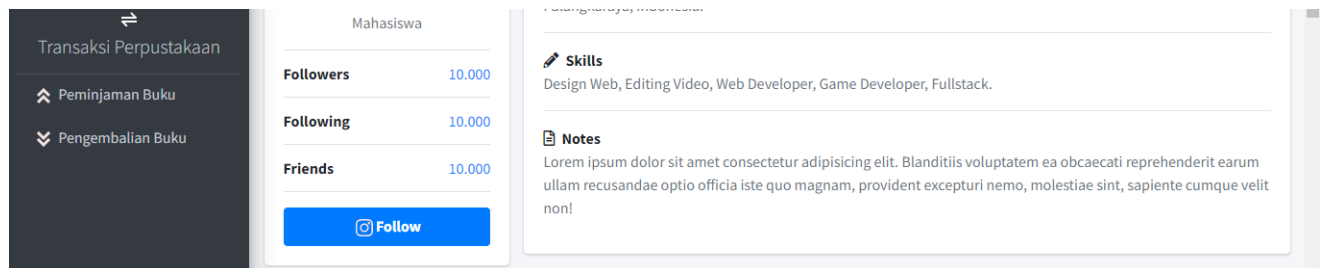 Transaksi Perpustakaan
Peminjaman Buku
Pengembalian Buku
Mahasiswa
Followers 10.000
Following 10.000
Friends 10.000
Follow
Skills
Design Web, Editing Video, Web Developer, Game Developer, Fullstack.
Notes
Lorem ipsum dolor sit amet consectetur adipisicing elit. Blanditiis voluptatem ea obcaecati reprehenderit earum
ullam recusandae optio officia iste quo magnam, provident excepturi nemo, molestiae sint, sapiente cumque velit
non!